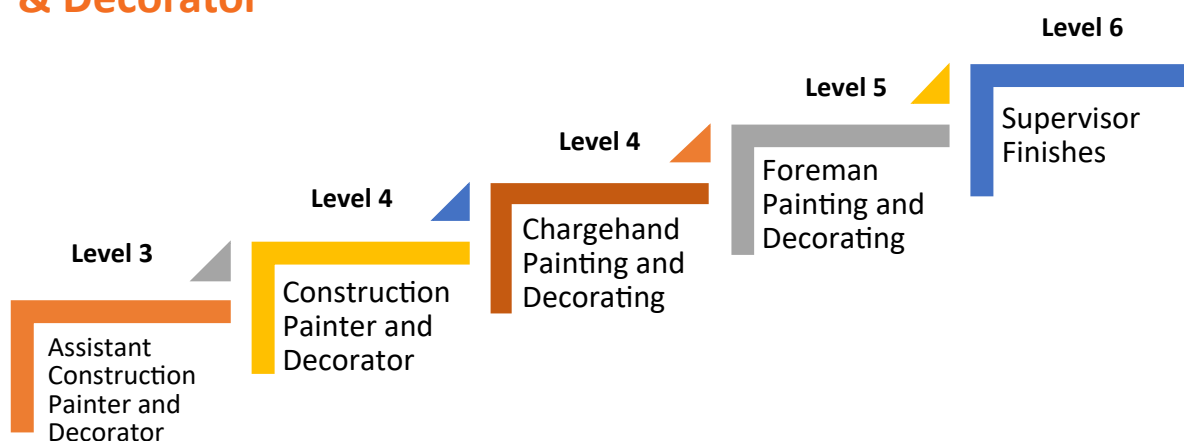 & Decorator
Level 6
Supervisor
Finishes
Level 5
Foreman
Painting and
Decorating
Level 4
Chargehand
Painting and
Decorating
Level 4
Construction
Painter and
Decorator
Level 3
Assistant
Construction
Painter and
Decorator